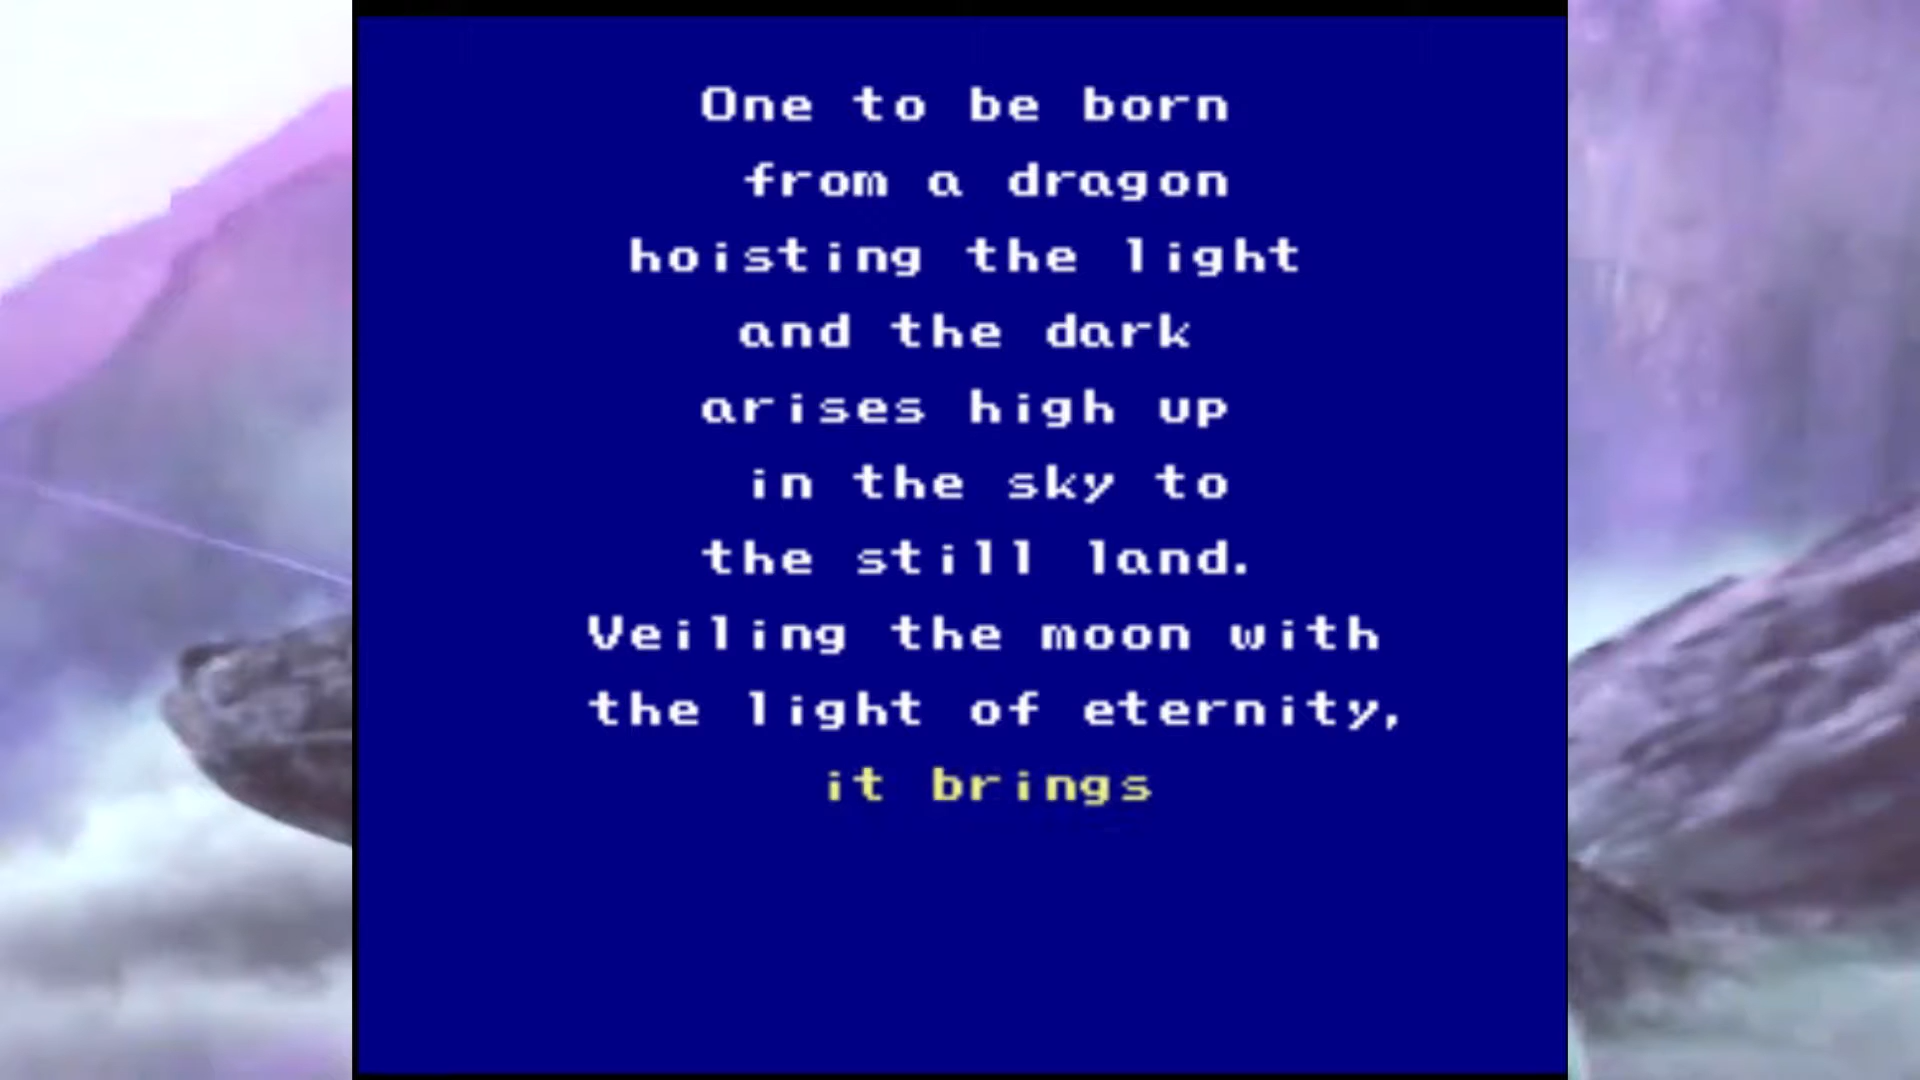 One to be born
from a dragon
hoisting the light
and the dark
arises high up
in the sky to
the still land.
Veiling the moon with
the light of eternity,
it brings